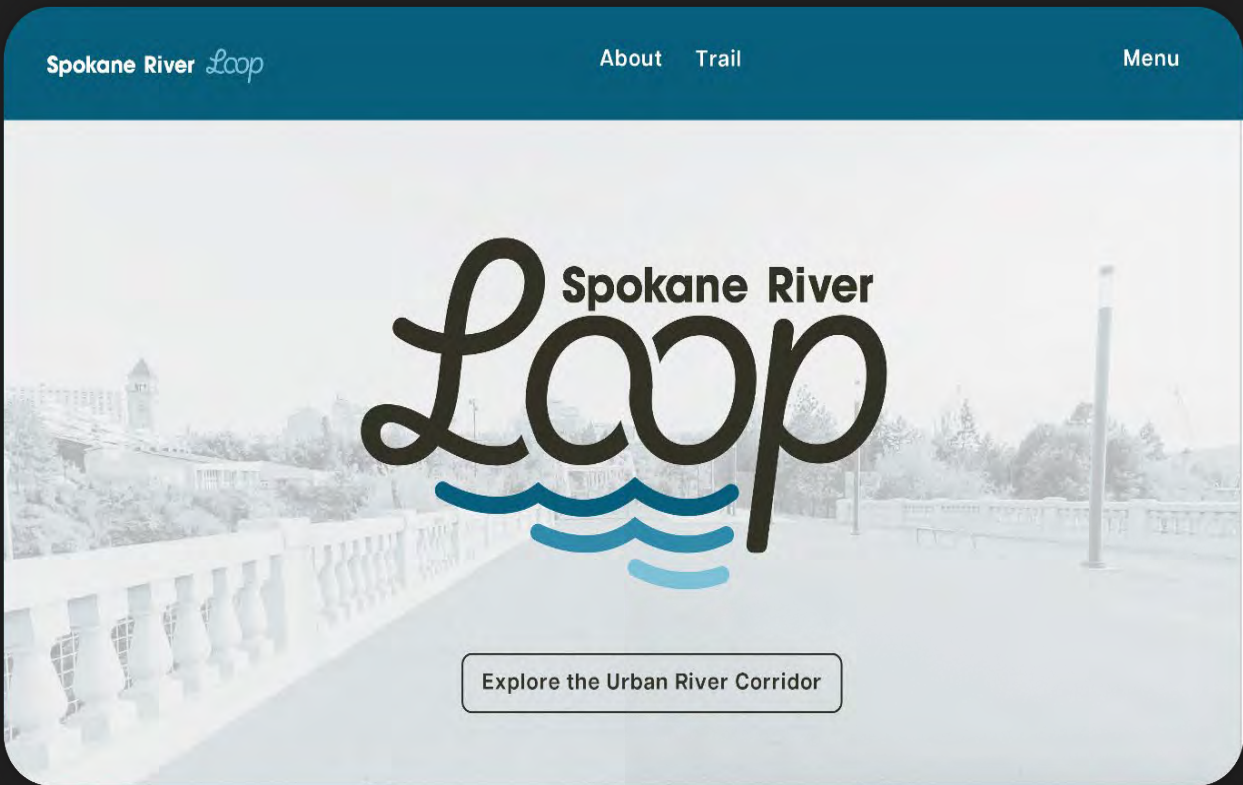 Spokane River Loop
About Trail
Menu
Spokane River
Loop
Explore the Urban River Corridor